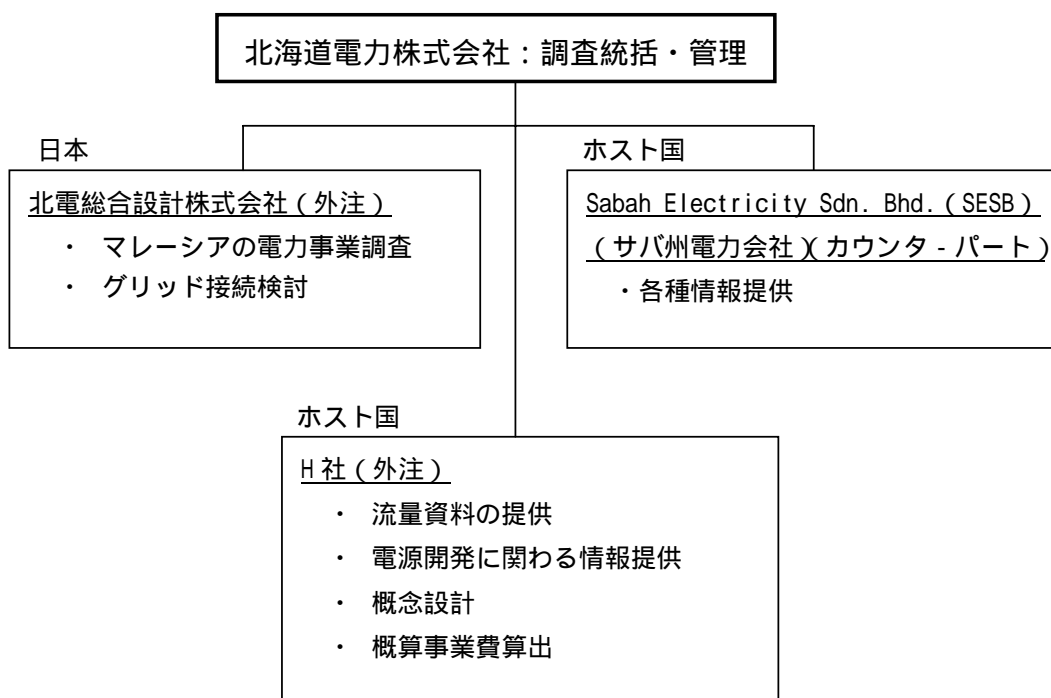 北海道電力株式会社：調査統括・管理
日本
北電総合設計株式会社（外注）
・ マレーシアの電力事業調査
・ グリッド接続検討
ホスト国
Sabah Electricity Sdn. Bhd.（SESB）
（サバ州電力会社）（カウンタ‐パート）
・各種情報提供
ホスト国
H社（外注）
・ 流量資料の提供
・ 電源開発に関わる情報提供
・ 概念設計
・ 概算事業費算出